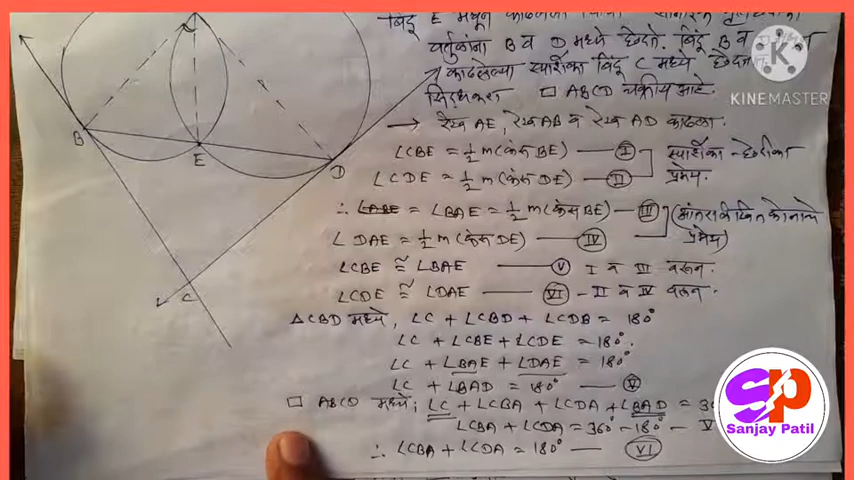 बिंदू E मधून काढलेली
वर्तुळांना B व D मध्ये छेदते. बिंदू B व
काढलेल्या स्पर्शिका बिंदू C मध्ये छेदतात
सिद्धकरा □ ABCD चक्रीय आहे.
→ रेख AE, रेख AB व रेख AD काढला.
∠CBE = ½ m(कंस BE) — Ⓘ स्पर्शिका - छेदीका
∠CDE = ½ m(कंस DE) — II प्रमेय.
∴ ∠BAE = ½ m(कंस BE) — III (आंतरलिखित कोनाचे
∠DAE = ½ m(कंस DE) — IV प्रमेय)
∠CBE ≅ ∠BAE — V I व III वरून.
∠CDE ≅ ∠DAE — VI - II व IV वरून.
△CBD मध्ये, ∠C + ∠CBD + ∠CDB = 180°
∠C + ∠CBE + ∠CDE = 180°.
∠C + ∠BAE + ∠DAE = 180°
∠C + ∠BAD = 180° — V
□ ABCD मध्ये; ∠C + ∠CBA + ∠CDA + ∠BAD =
∠CBA + ∠CDA = 360° - 180° - V
∴ ∠CBA + ∠CDA = 180° — VI
B
E
D
C
K
KINEMASTER
SP
Sanjay Patil